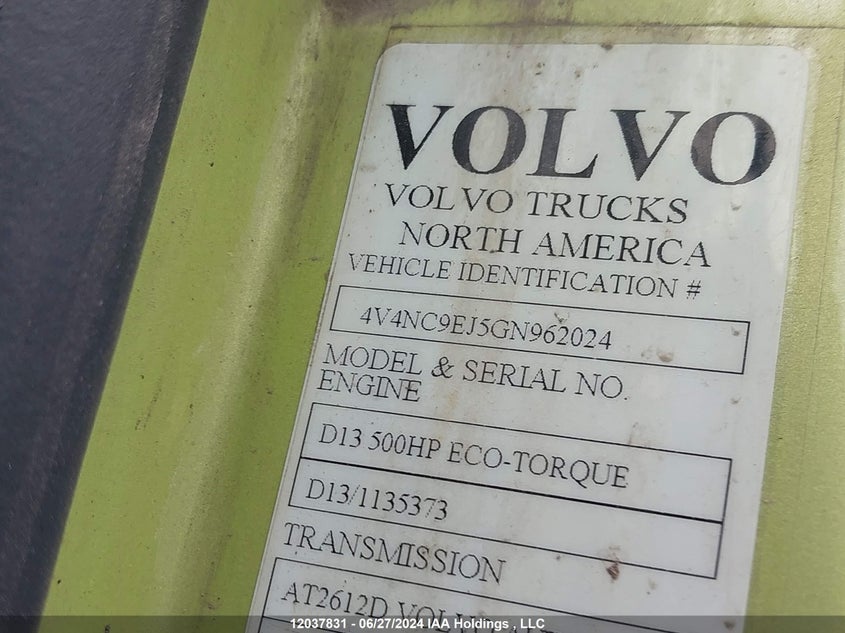 VOLVO
VOLVO TRUCKS
NORTH AMERICA
VEHICLE IDENTIFICATION #
4V4NC9EJ5GN962024
MODEL & SERIAL NO.
ENGINE
D13 500HP ECO-TORQUE
D13/1135373
TRANSMISSION
AT2612D
12037831 - 06/27/2024 IAA Holdings , LLC